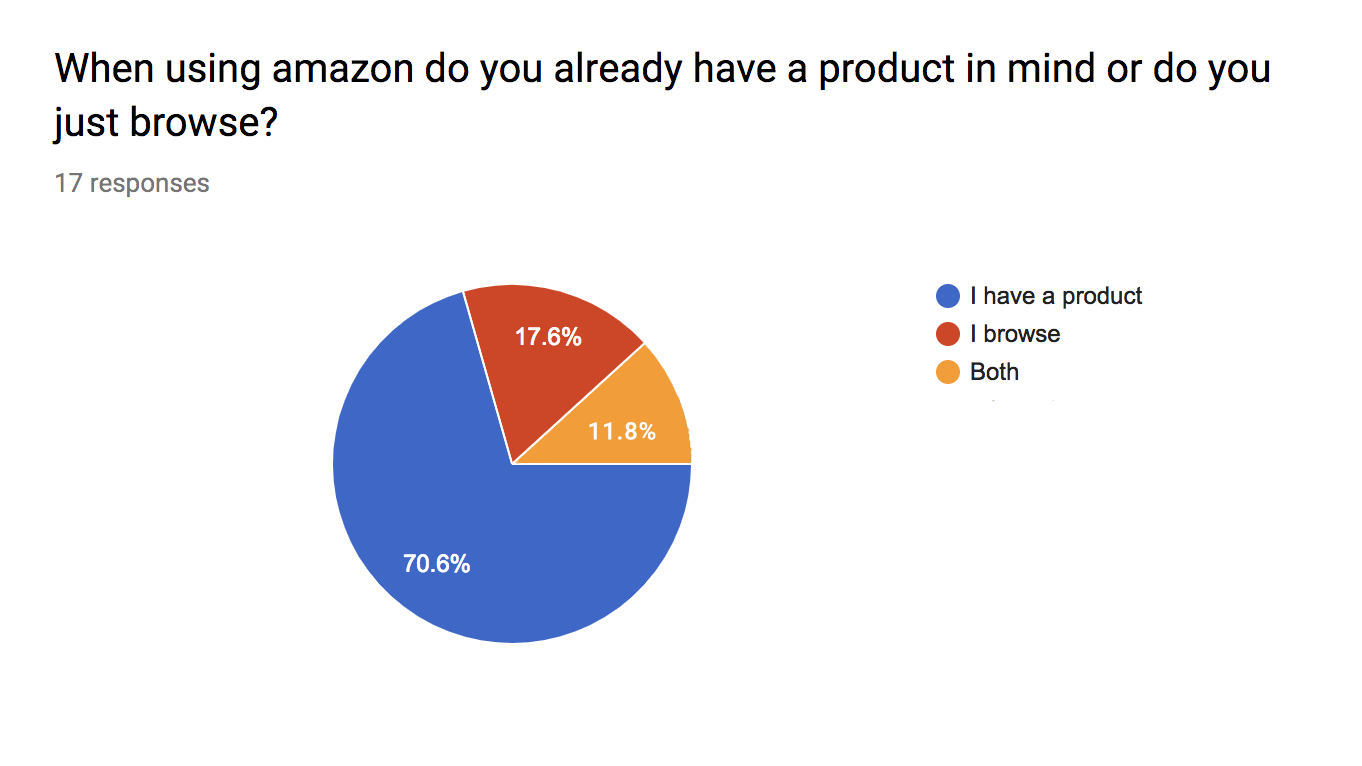 When using amazon do you already have a product in mind or do you
just browse?
17 responses
I have a product
I browse
Both
17.6%
11.8%
70.6%